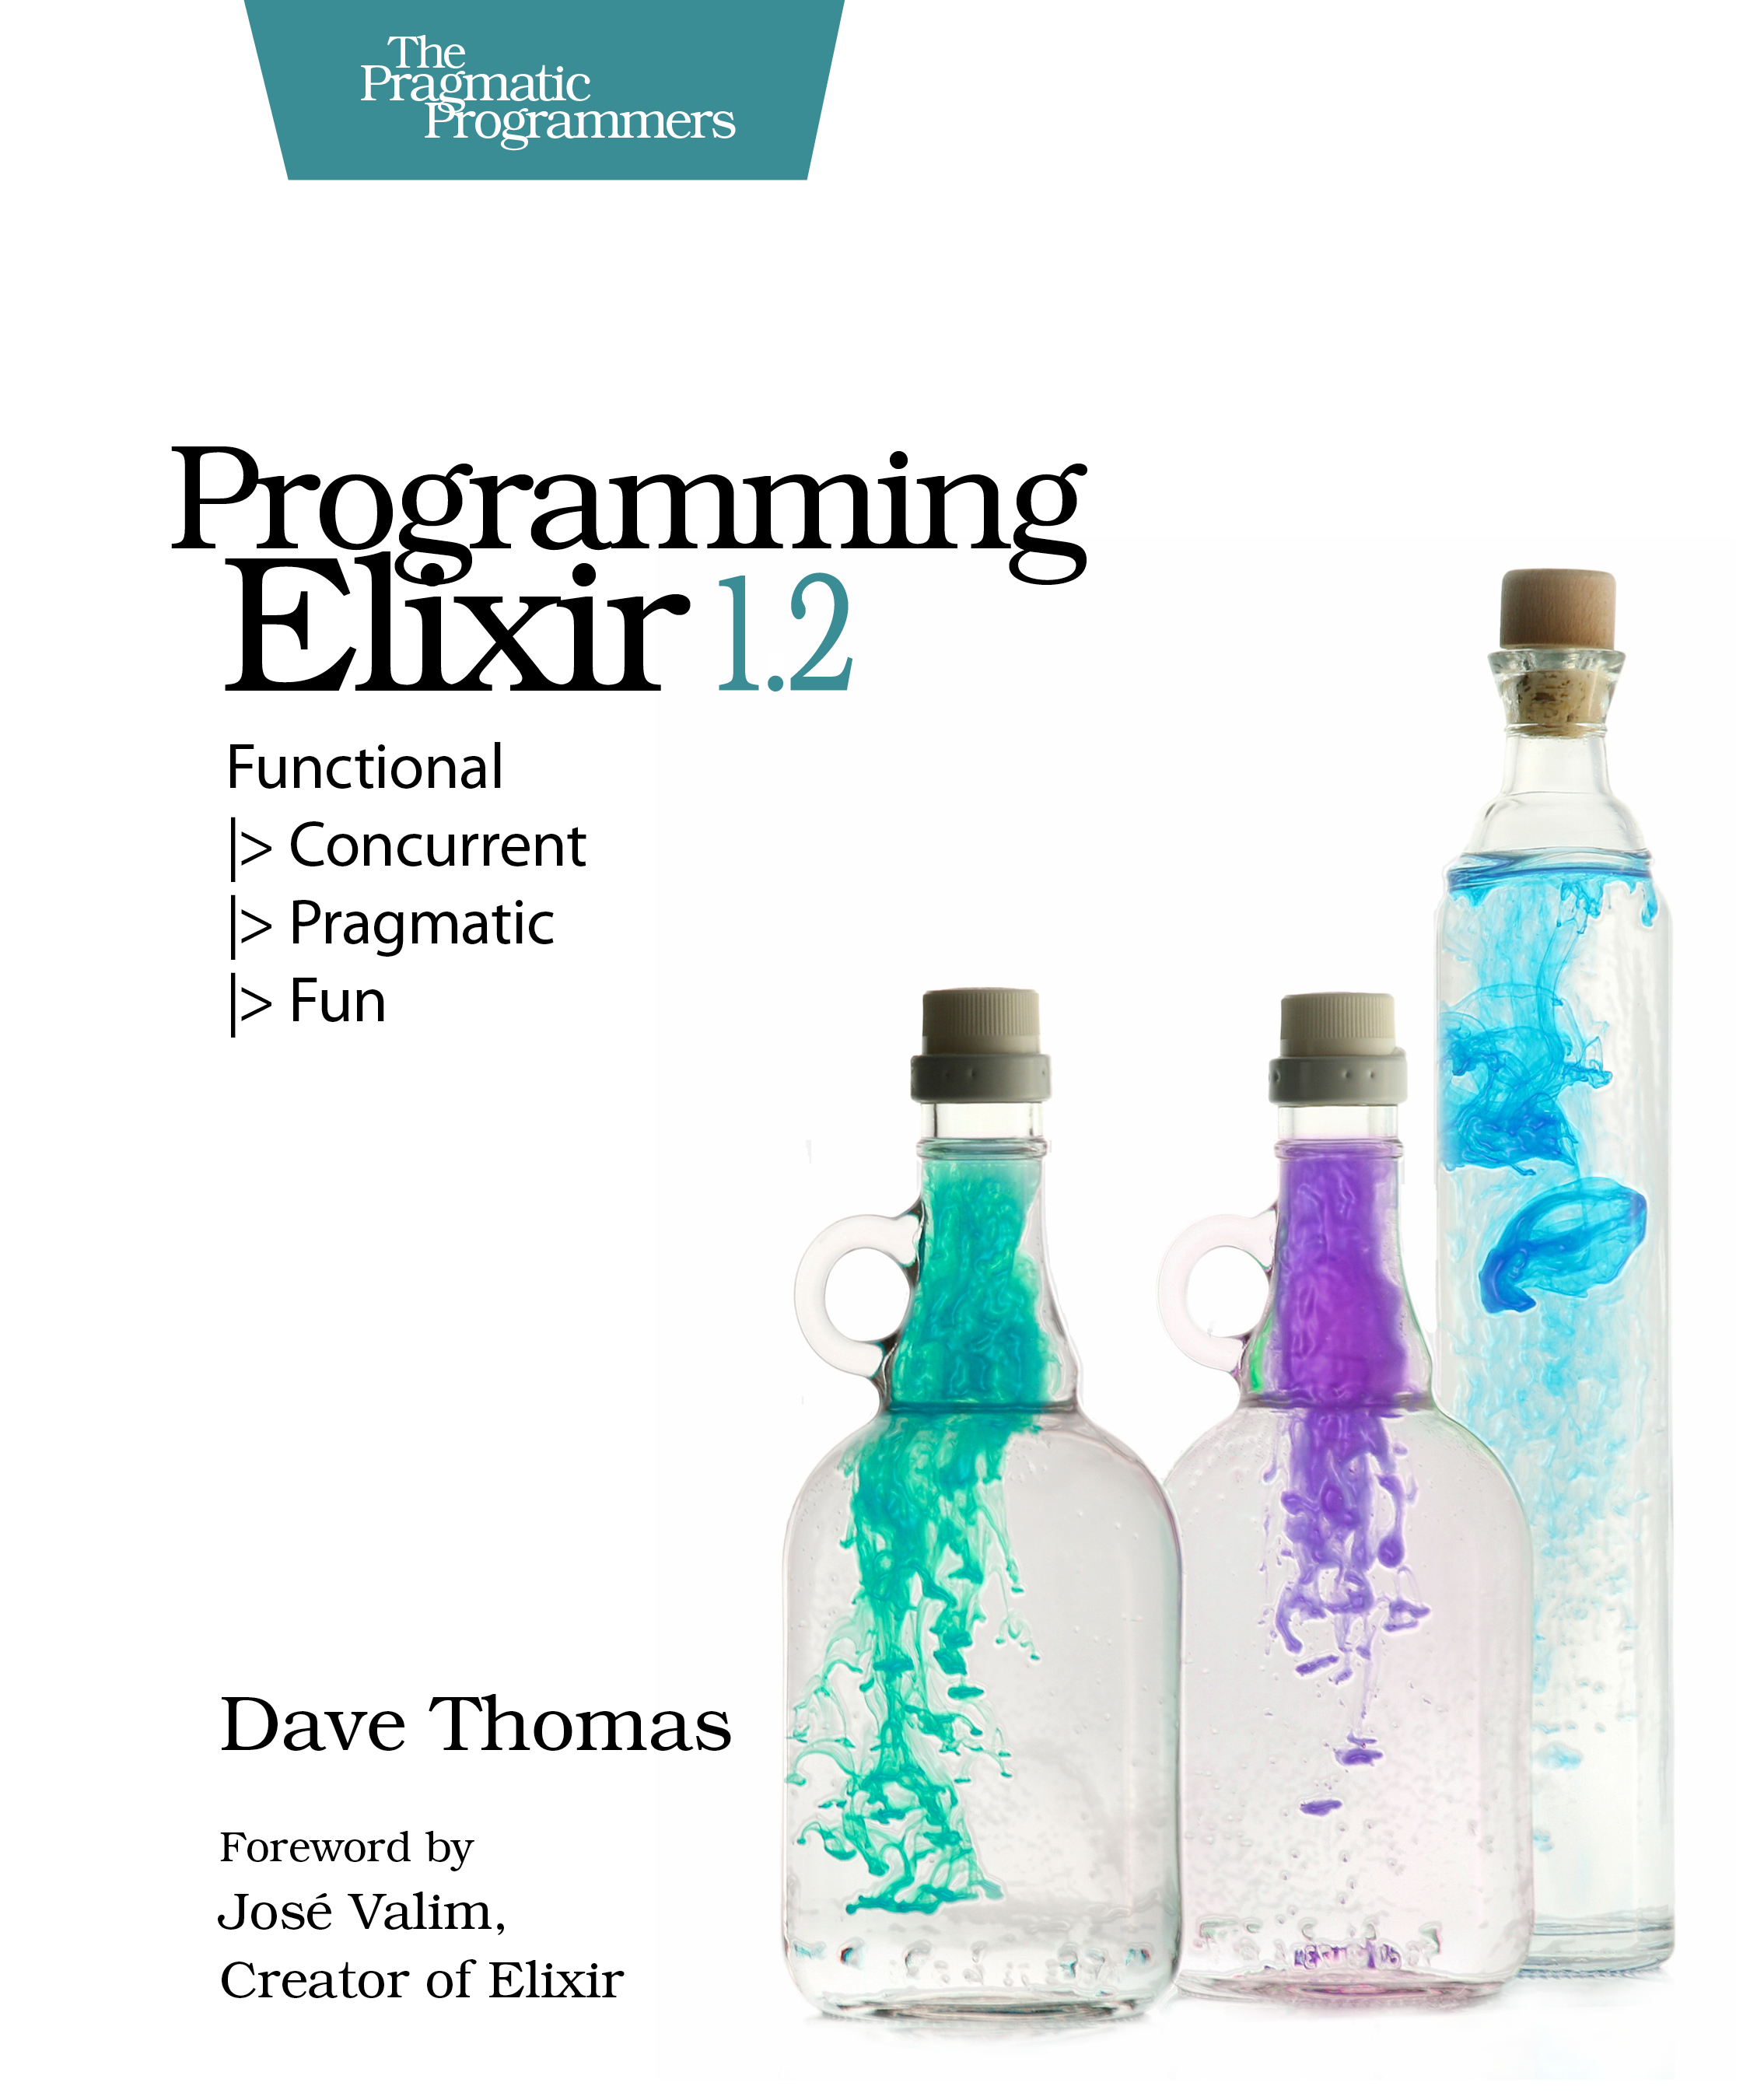 The
Pragmatic
Programmers
Programming
Elixir 1.2
Functional
|> Concurrent
|> Pragmatic
|> Fun
Dave Thomas
Foreword by
José Valim,
Creator of Elixir